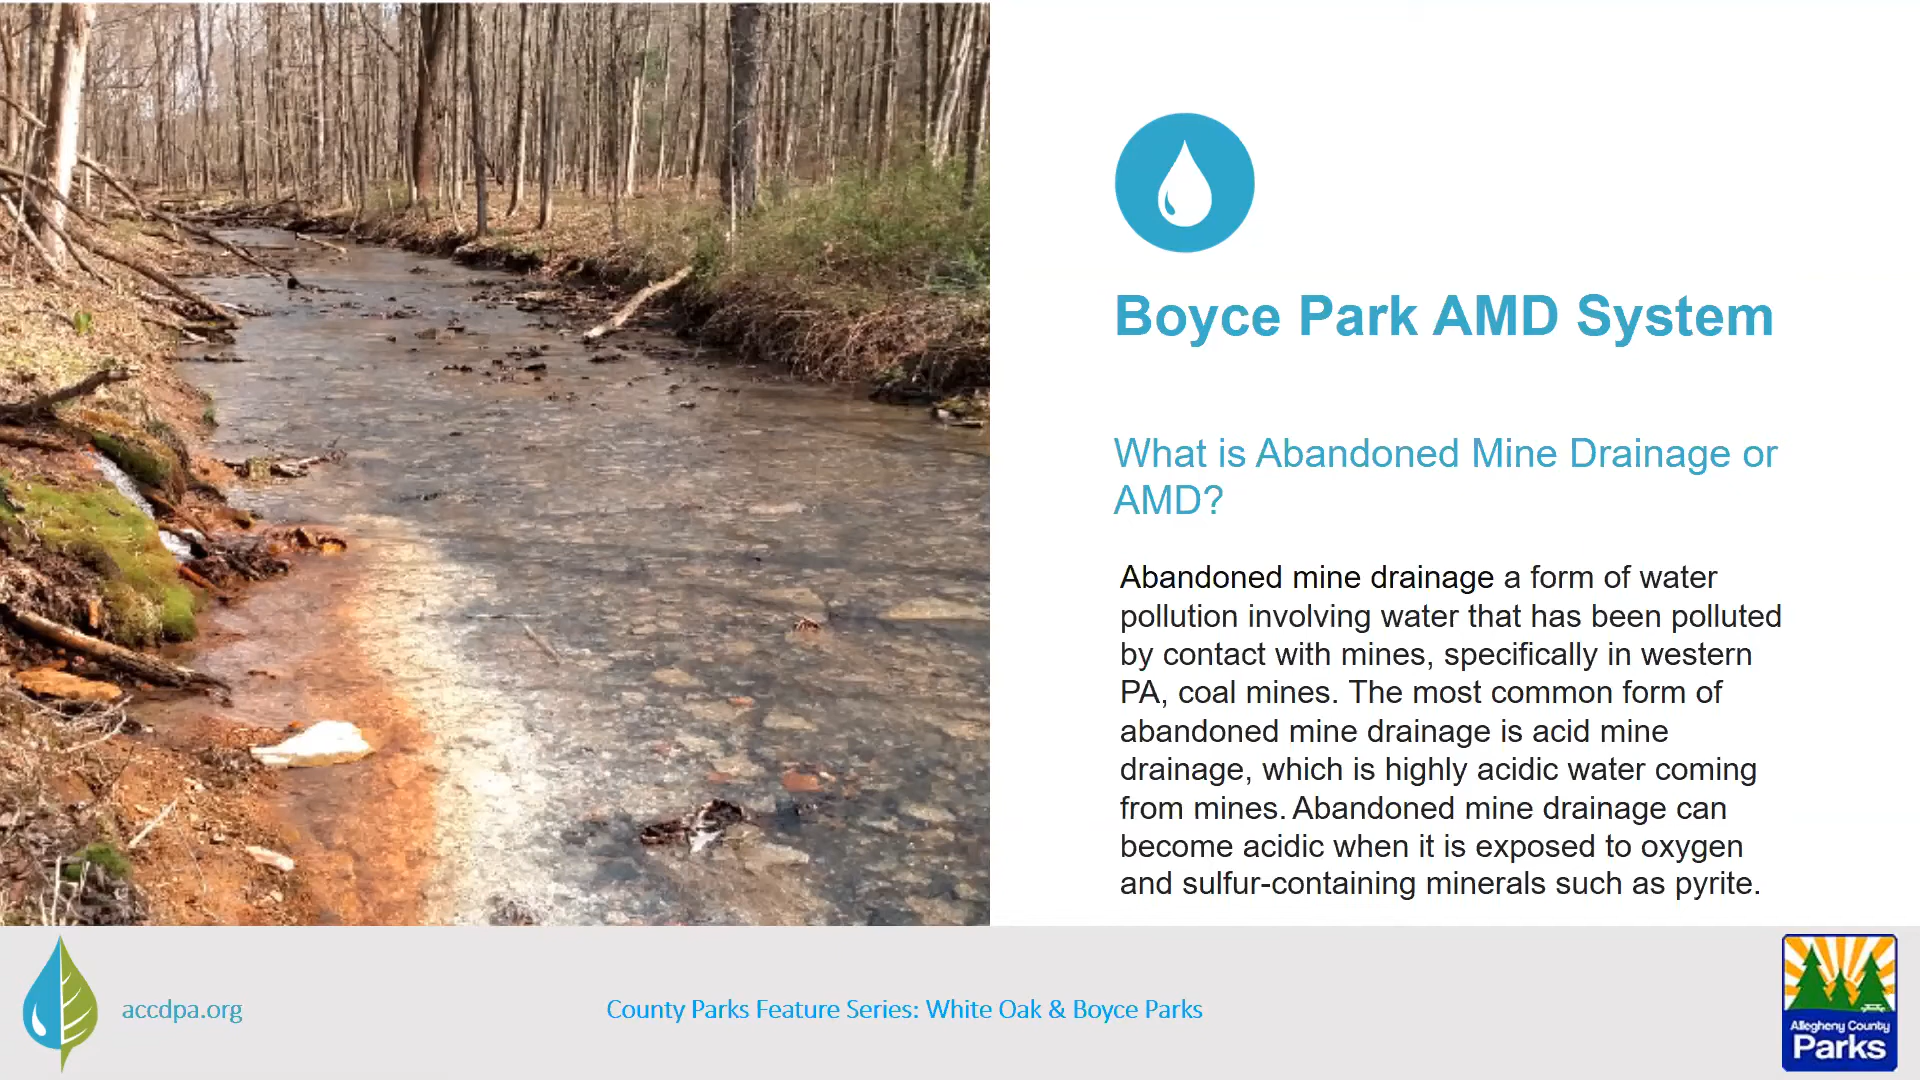 Boyce Park AMD System
What is Abandoned Mine Drainage or
AMD?
Abandoned mine drainage a form of water
pollution involving water that has been polluted
by contact with mines, specifically in western
PA, coal mines. The most common form of
abandoned mine drainage is acid mine
drainage, which is highly acidic water coming
from mines. Abandoned mine drainage can
become acidic when it is exposed to oxygen
and sulfur-containing minerals such as pyrite.
accdpa.org
County Parks Feature Series: White Oak & Boyce Parks
Allegheny County
Parks